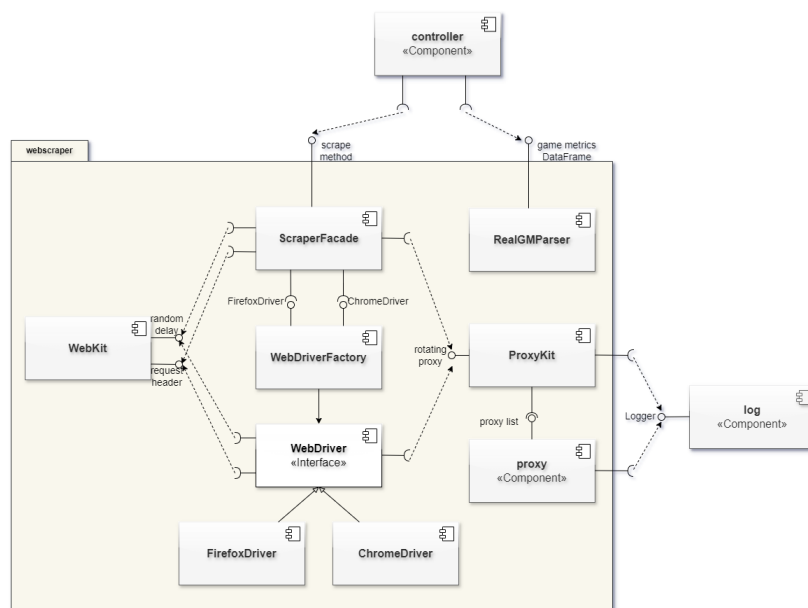 controller
«Component»
webscraper
scrape
method
game metrics
DataFrame
ScraperFacade
RealGMParser
FirefoxDriver
ChromeDriver
random
delay
WebKit
request
header
WebDriverFactory
rotating
proxy
ProxyKit
proxy list
Logger
log
«Component»
WebDriver
«Interface»
proxy
«Component»
FirefoxDriver
ChromeDriver